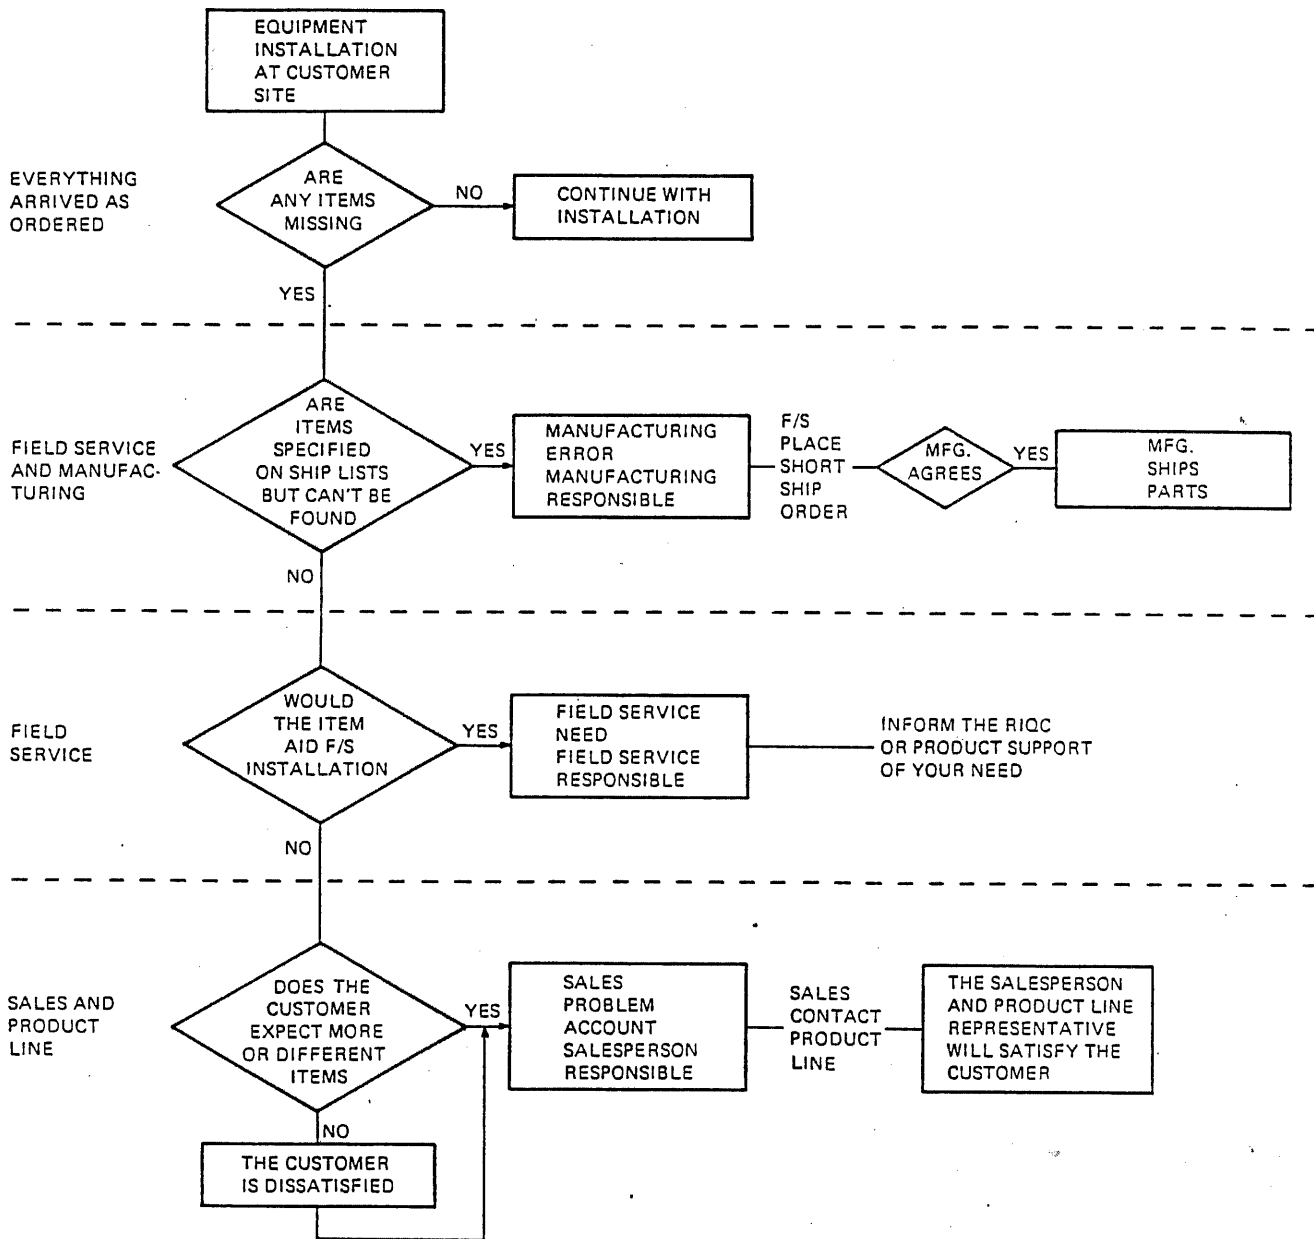 EQUIPMENT
INSTALLATION
AT CUSTOMER
SITE
EVERYTHING
ARRIVED AS
ORDERED
ARE
ANY ITEMS
MISSING
NO
CONTINUE WITH
INSTALLATION
YES
FIELD SERVICE
AND MANUFAC-
TURING
ARE
ITEMS
SPECIFIED
ON SHIP LISTS
BUT CAN'T BE
FOUND
YES
MANUFACTURING
ERROR
MANUFACTURING
RESPONSIBLE
F/S
PLACE
SHORT
SHIP
ORDER
MFG.
AGREES
YES
MFG.
SHIPS
PARTS
NO
FIELD
SERVICE
WOULD
THE ITEM
AID F/S
INSTALLATION
YES
FIELD SERVICE
NEED
FIELD SERVICE
RESPONSIBLE
INFORM THE RIQC
OR PRODUCT SUPPORT
OF YOUR NEED
NO
SALES AND
PRODUCT
LINE
DOES THE
CUSTOMER
EXPECT MORE
OR DIFFERENT
ITEMS
YES
SALES
PROBLEM
ACCOUNT
SALESPERSON
RESPONSIBLE
SALES
CONTACT
PRODUCT
LINE
THE SALESPERSON
AND PRODUCT LINE
REPRESENTATIVE
WILL SATISFY THE
CUSTOMER
NO
THE CUSTOMER
IS DISSATISFIED